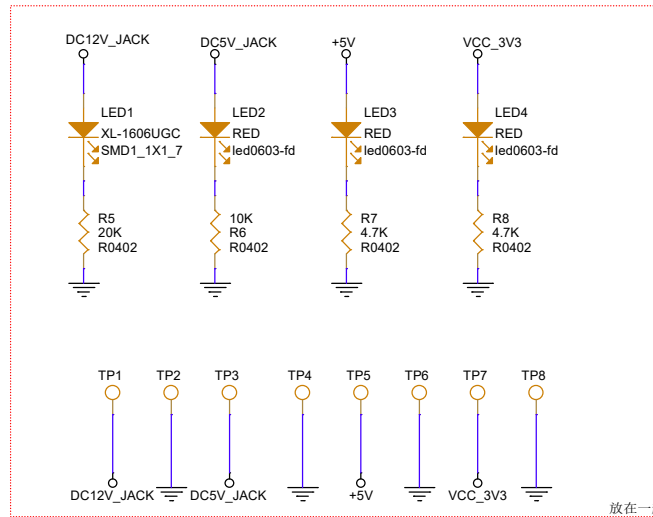 DC12V_JACK
DC5V_JACK
+5V
VCC_3V3
LED1
XL-1606UGC
SMD1_1X1_7
LED2
RED
led0603-fd
LED3
RED
led0603-fd
LED4
RED
led0603-fd
R5
20K
R0402
10K
R6
R0402
R7
4.7K
R0402
R8
4.7K
R0402
TP1
TP2
TP3
TP4
TP5
TP6
TP7
TP8
DC12V_JACK
DC5V_JACK
+5V
VCC_3V3
放在一